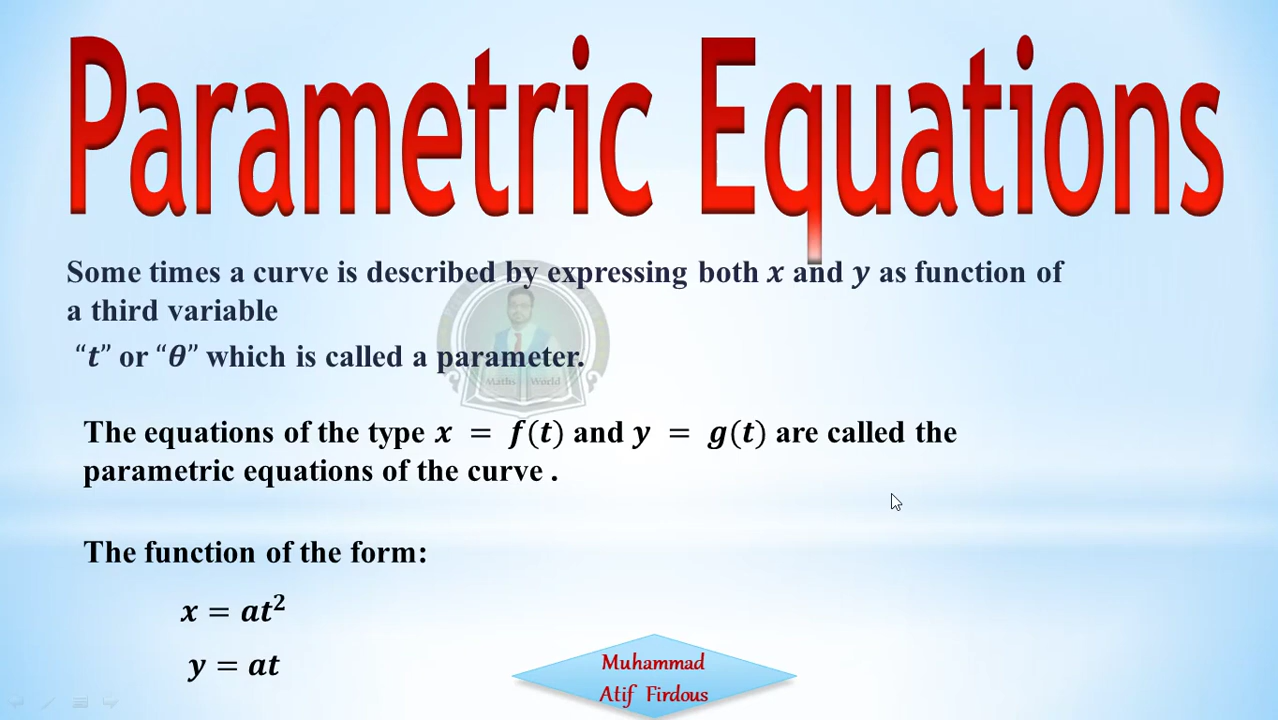 Parametric Equations
Some times a curve is described by expressing both x and y as function of
a third variable
“t” or “θ” which is called a parameter.
Maths World
The equations of the type x = f(t) and y = g(t) are called the
parametric equations of the curve .
The function of the form:
x = at²
y = at
Muhammad
Atif Firdous